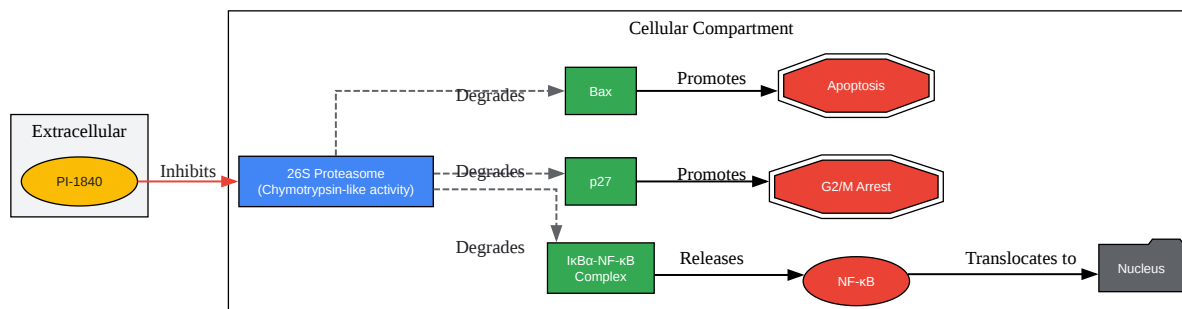 Cellular Compartment
Extracellular
PI-1840
Inhibits
26S Proteasome
(Chymotrypsin-like activity)
Degrades
Bax
Promotes
Apoptosis
Degrades
p27
Promotes
G2/M Arrest
Degrades
IκBα-NF-κB
Complex
Releases
NF-κB
Translocates to
Nucleus